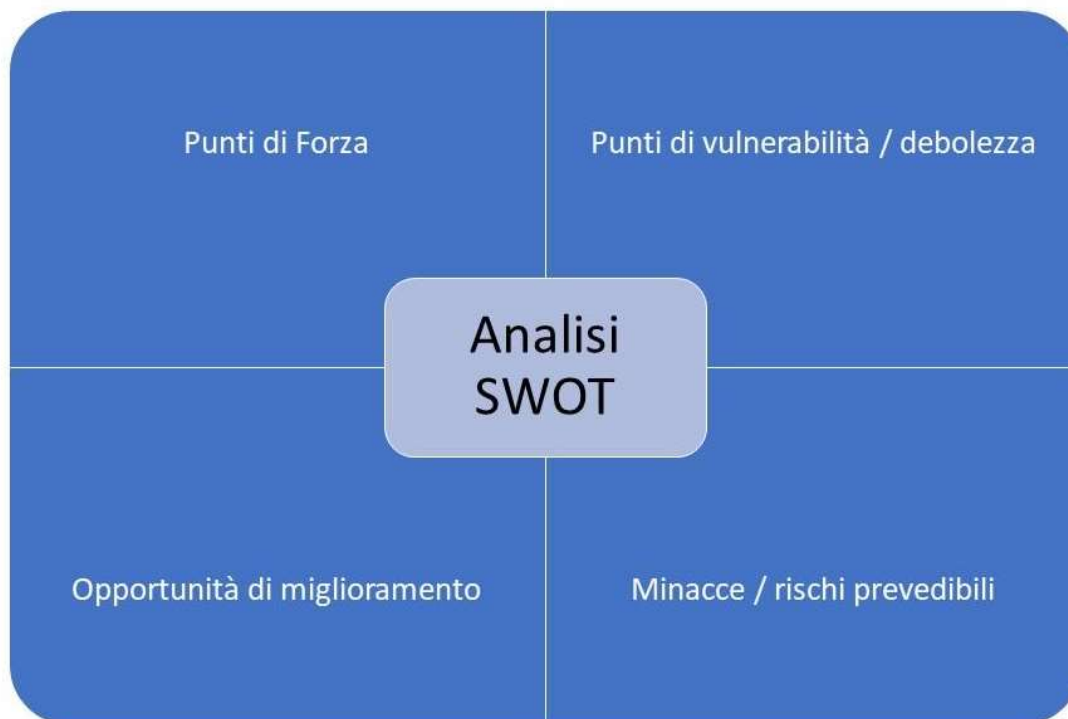 Punti di Forza
Punti di vulnerabilità / debolezza
Analisi
SWOT
Opportunità di miglioramento
Minacce / rischi prevedibili